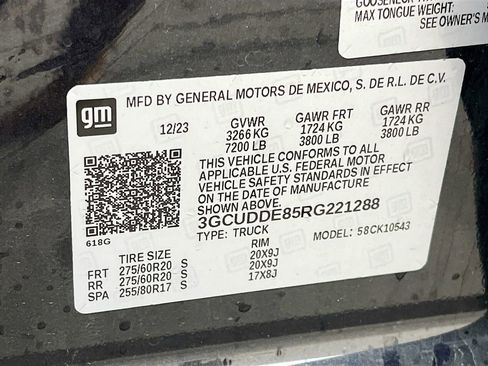 GOOSENECK
MAX TONGUE WEIGHT:
SEE OWNER'S M
gm
MFD BY GENERAL MOTORS DE MEXICO, S. DE R.L. DE C.V.
12/23 GVWR GAWR FRT GAWR RR
3266 KG 1724 KG 1724 KG
7200 LB 3800 LB 3800 LB
THIS VEHICLE CONFORMS TO ALL
APPLICABLE U.S. FEDERAL MOTOR
VEHICLE SAFETY STANDARDS IN EFFECT
ON THE DATE OF MANUFACTURE
SHOWN ABOVE.
3GCUDDE85RG221288
618G TYPE: TRUCK MODEL: 58CK10543
TIRE SIZE RIM
FRT 275/60R20 S 20X9J
RR 275/60R20 S 20X9J
SPA 255/80R17 S 17X8J